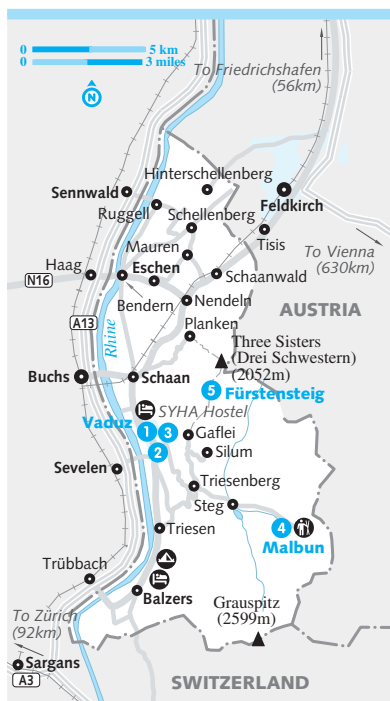 0 5 km
0 3 miles
N
To Friedrichshafen
(56km)
Hinterschellenberg
Sennwald
Feldkirch
Ruggell
Schellenberg
Tisis
Mauren
To Vienna
(630km)
Haag
Eschen
Schaanwald
N16
Bendern
Nendeln
AUSTRIA
A13
Rhine
Planken
Three Sisters
(Drei Schwestern)
(2052m)
Buchs
Schaan
5 Fürstensteig
SYHA Hostel
Vaduz 1 3
Gaflei
2
Silum
Sevelen
Triesenberg
Steg
4
Triesen
Malbun
Trübbach
Balzers
Grauspitz
(2599m)
To Zürich
(92km)
Sargans
A3
SWITZERLAND